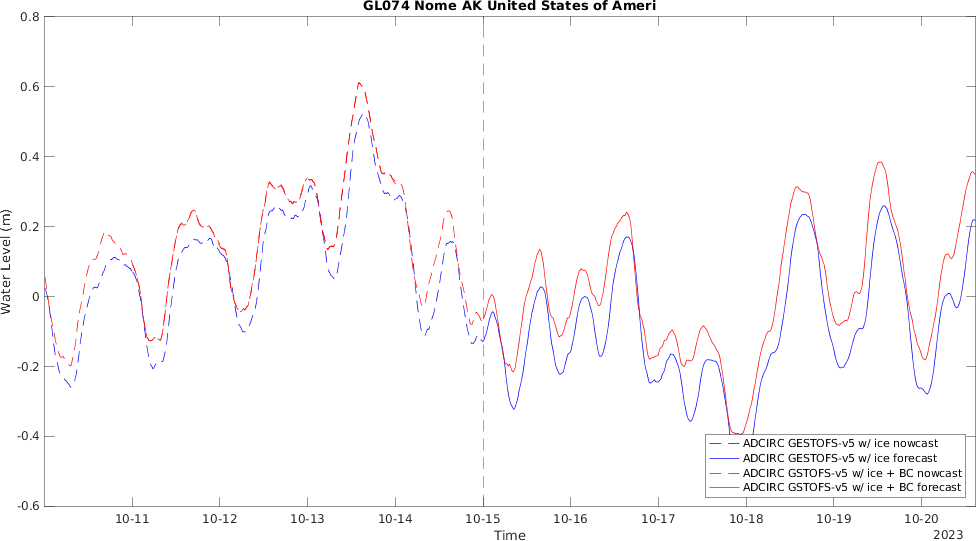 GL074 Nome AK United States of Ameri
0.8
0.6
0.4
0.2
0
-0.2
-0.4
-0.6
Water Level (m)
10-11 10-12 10-13 10-14 10-15 10-16 10-17 10-18 10-19 10-20
Time
2023
ADCIRC GESTOFS-v5 w/ ice nowcast
ADCIRC GESTOFS-v5 w/ ice forecast
ADCIRC GSTOFS-v5 w/ ice + BC nowcast
ADCIRC GSTOFS-v5 w/ ice + BC forecast